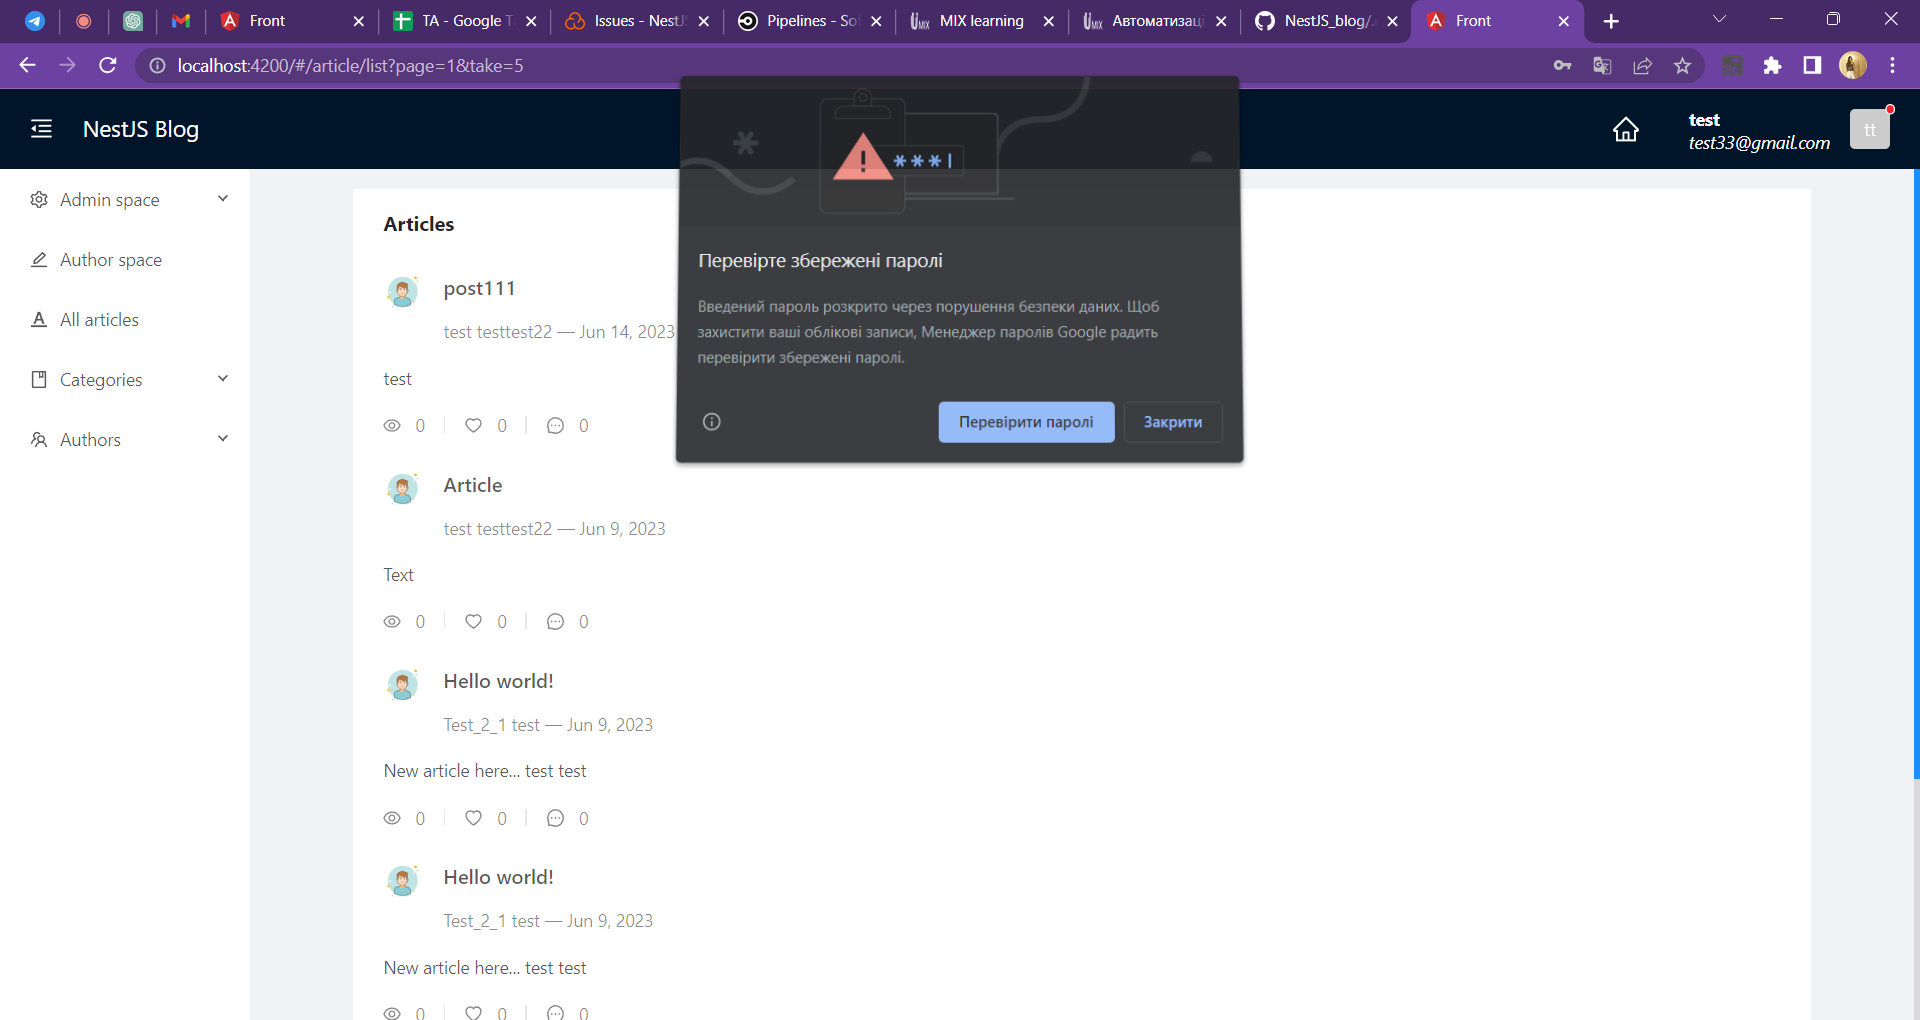 Front
TA - Google T
Issues - NestJS
Pipelines - So
MIX learning
Автоматизаці
NestJS_blog/.
Front
localhost:4200/#/article/list?page=1&take=5
NestJS Blog
test
test33@gmail.com
tt
Admin space
Author space
All articles
Categories
Authors
Articles
post111
test testtest22 — Jun 14, 2023
test
0 0 0
Article
test testtest22 — Jun 9, 2023
Text
0 0 0
Hello world!
Test_2_1 test — Jun 9, 2023
New article here... test test
0 0 0
Hello world!
Test_2_1 test — Jun 9, 2023
New article here... test test
0 0 0
***
Перевірте збережені паролі
Введений пароль розкрито через порушення безпеки даних. Щоб
захистити ваші облікові записи, Менеджер паролів Google радить
перевірити збережені паролі.
Перевірити паролі
Закрити